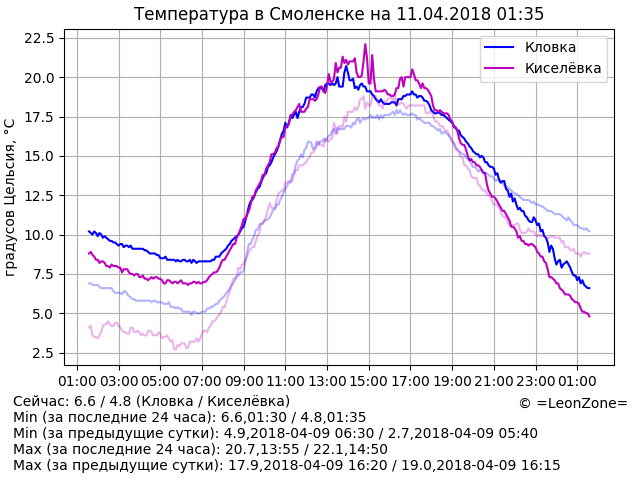 Температура в Смоленске на 11.04.2018 01:35
градусов Цельсия, °C
22.5
20.0
17.5
15.0
12.5
10.0
7.5
5.0
2.5
Кловка
Киселёвка
01:00 03:00 05:00 07:00 09:00 11:00 13:00 15:00 17:00 19:00 21:00 23:00 01:00
Сейчас: 6.6 / 4.8 (Кловка / Киселёвка)
© =LeonZone=
Min (за последние 24 часа): 6.6,01:30 / 4.8,01:35
Min (за предыдущие сутки): 4.9,2018-04-09 06:30 / 2.7,2018-04-09 05:40
Max (за последние 24 часа): 20.7,13:55 / 22.1,14:50
Max (за предыдущие сутки): 17.9,2018-04-09 16:20 / 19.0,2018-04-09 16:15